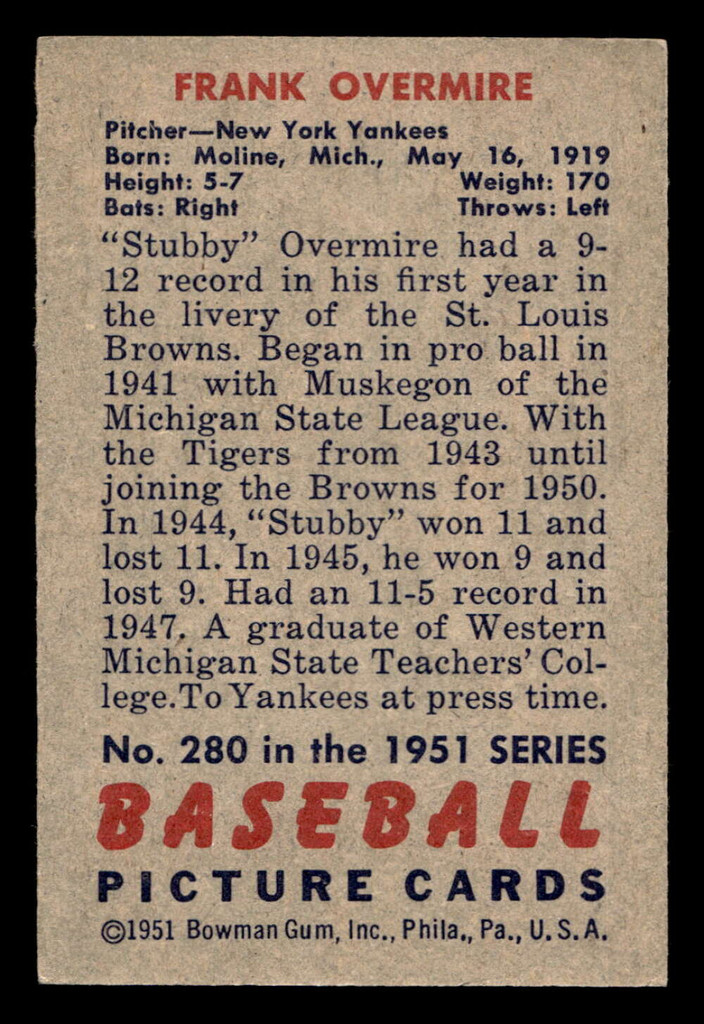 FRANK OVERMIRE
Pitcher—New York Yankees
Born: Moline, Mich., May 16, 1919
Height: 5-7 Weight: 170
Bats: Right Throws: Left
"Stubby" Overmire had a 9-
12 record in his first year in
the livery of the St. Louis
Browns. Began in pro ball in
1941 with Muskegon of the
Michigan State League. With
the Tigers from 1943 until
joining the Browns for 1950.
In 1944, "Stubby" won 11 and
lost 11. In 1945, he won 9 and
lost 9. Had an 11-5 record in
1947. A graduate of Western
Michigan State Teachers' Col-
lege. To Yankees at press time.
No. 280 in the 1951 SERIES
BASEBALL
PICTURE CARDS
©1951 Bowman Gum, Inc., Phila., Pa., U.S.A.